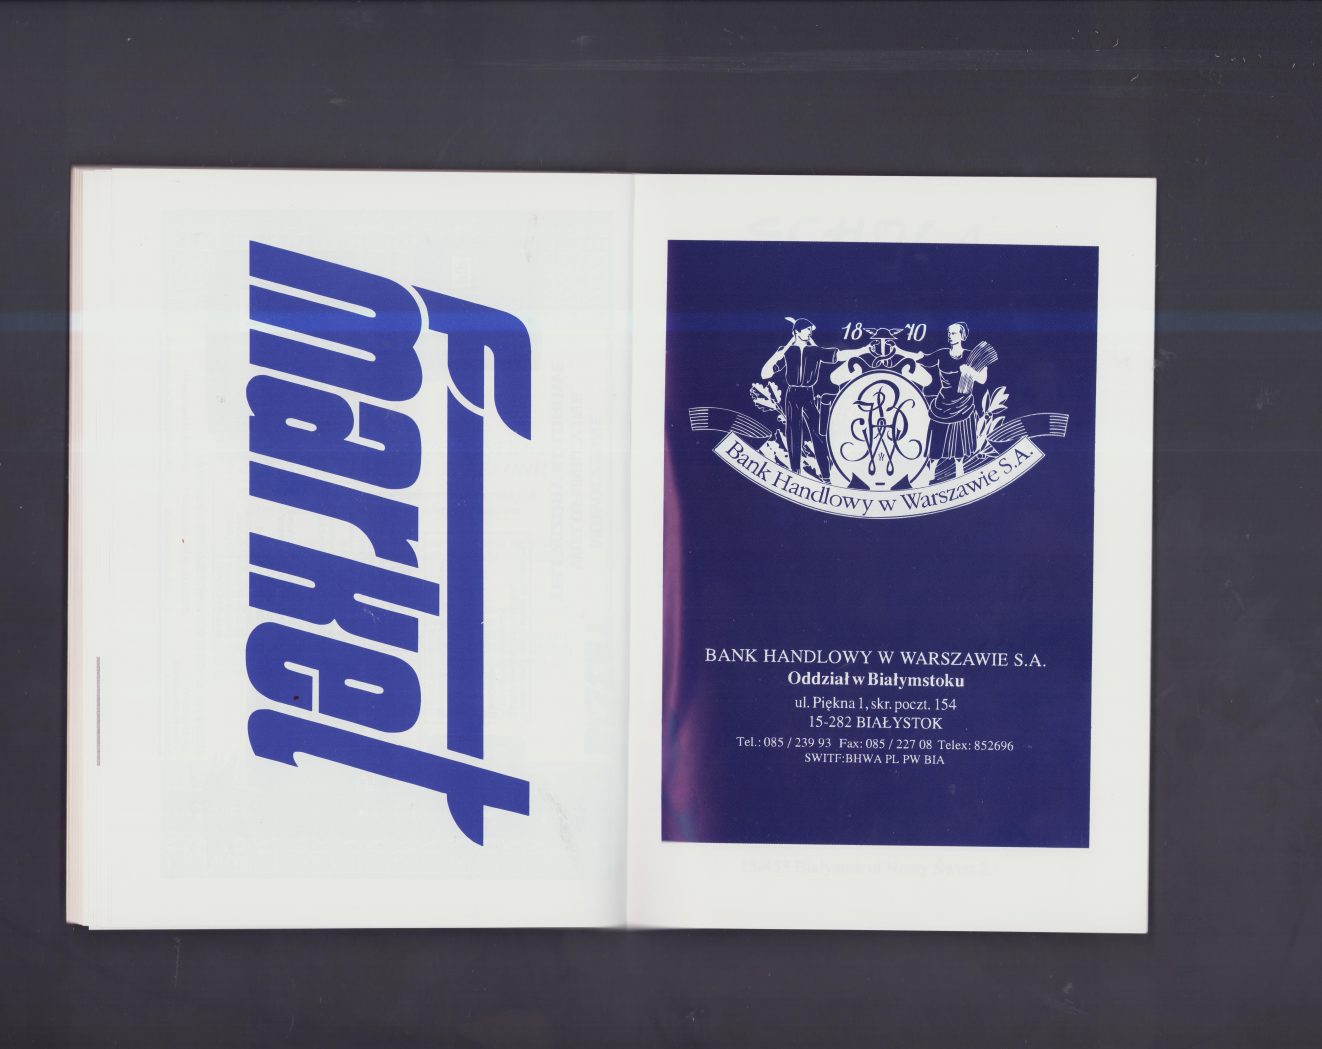 market
18 70
Bank Handlowy w Warszawie S.A.
BANK HANDLOWY W WARSZAWIE S.A.
Oddział w Białymstoku
ul. Piękna 1, skr. poczt. 154
15-282 BIAŁYSTOK
Tel.: 085 / 239 93 Fax: 085 / 227 08 Telex: 852696
SWITF:BHWA PL PW BIA